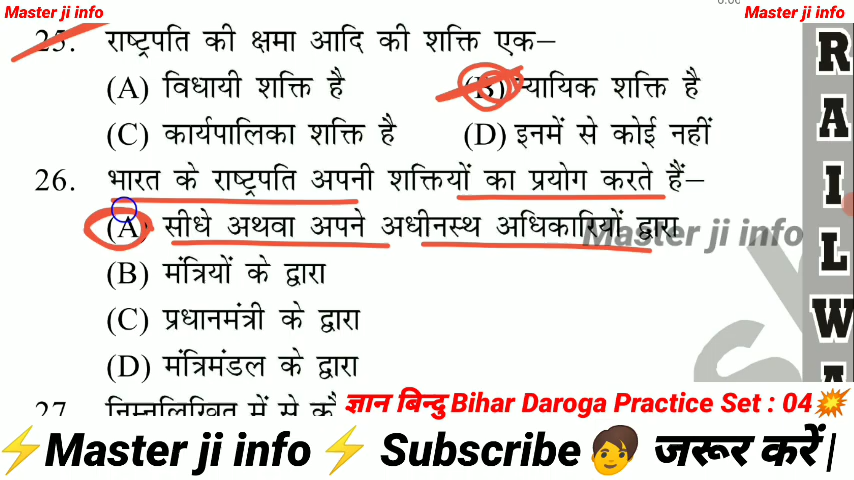 Master ji info
Master ji info
25. राष्ट्रपति की क्षमा आदि की शक्ति एक–
(A) विधायी शक्ति है
(B) न्यायिक शक्ति है
(C) कार्यपालिका शक्ति है
(D) इनमें से कोई नहीं
26. भारत के राष्ट्रपति अपनी शक्तियों का प्रयोग करते हैं–
(A) सीधे अथवा अपने अधीनस्थ अधिकारियों द्वारा
Master ji info
(B) मंत्रियों के द्वारा
(C) प्रधानमंत्री के द्वारा
(D) मंत्रिमंडल के द्वारा
27. निम्नलिखित में से
ज्ञान बिन्दु Bihar Daroga Practice Set : 04💥
⚡Master ji info⚡ Subscribe🧑 जरूर करें|
RAILWA